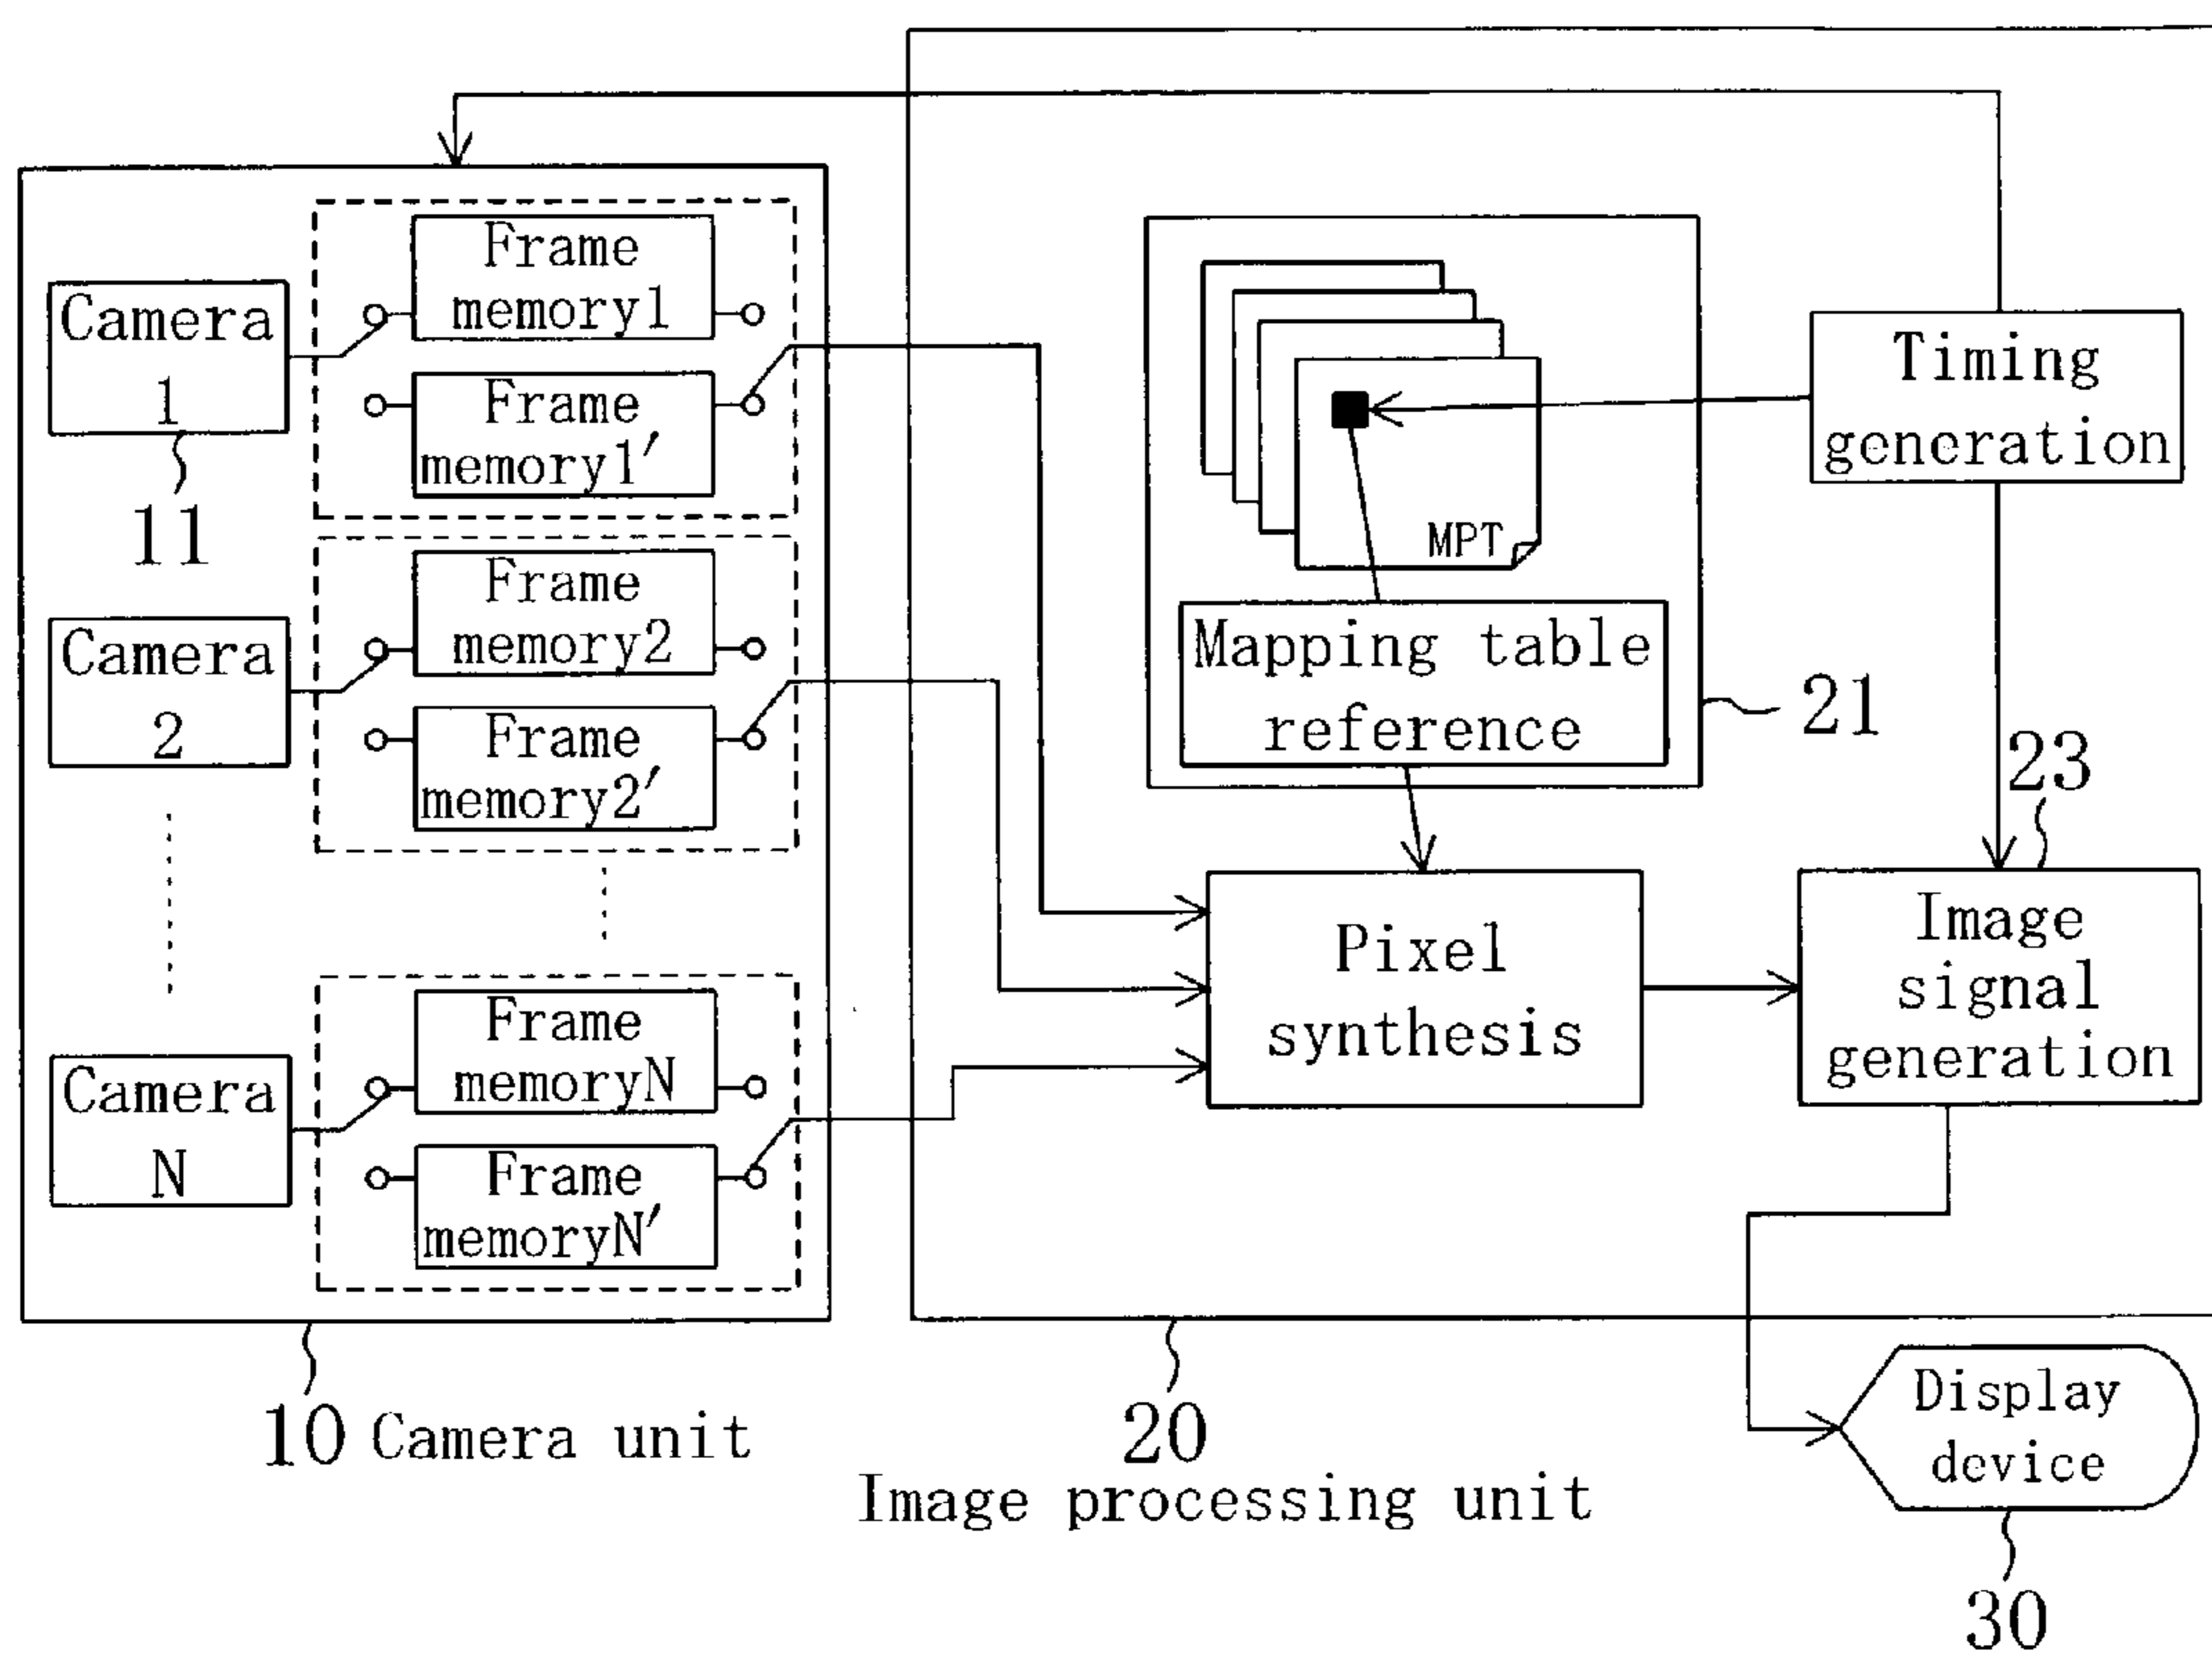 Camera
1
11
Frame
memory1
Frame
memory1′
Camera
2
Frame
memory2
Frame
memory2′
Camera
N
Frame
memoryN
Frame
memoryN′
10 Camera unit
MPT
Mapping table
reference
21
Timing
generation
23
Pixel
synthesis
Image
signal
generation
20
Image processing unit
Display
device
30